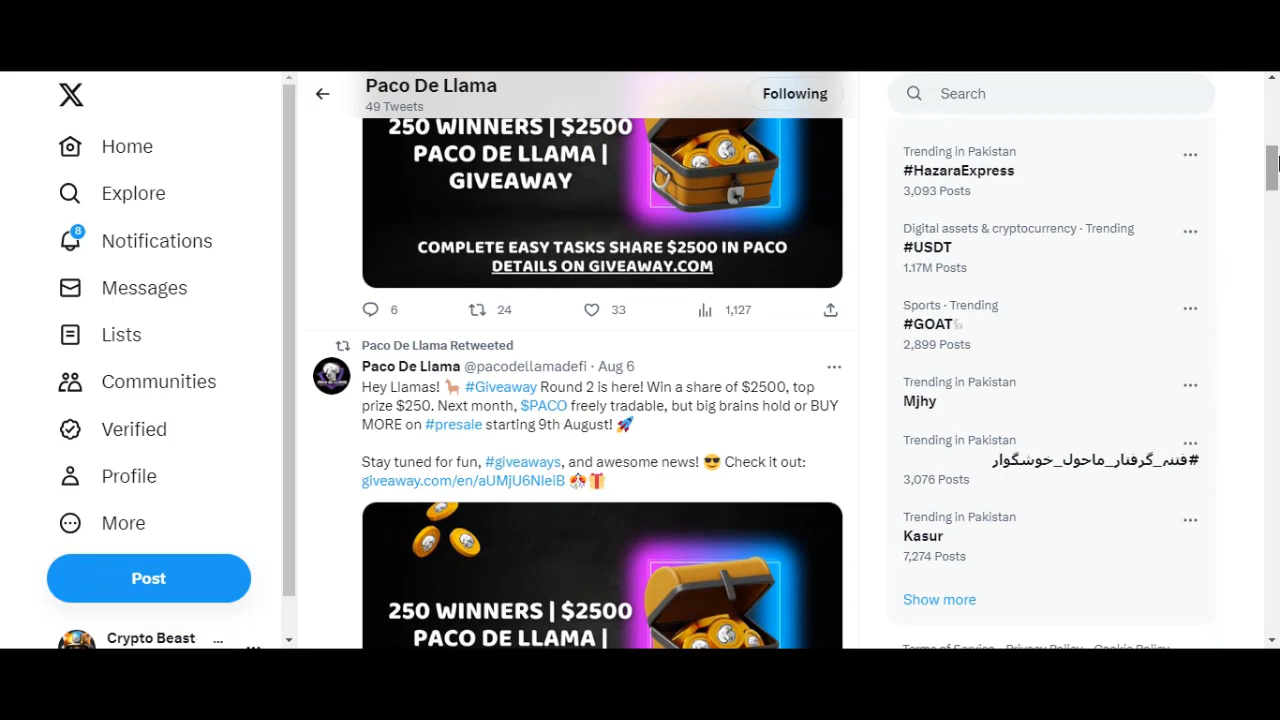 Home
Explore
8
Notifications
Messages
Lists
Communities
Verified
Profile
More
Post
Crypto Beast ...
Paco De Llama
49 Tweets
Following
250 WINNERS | $2500
PACO DE LLAMA |
GIVEAWAY
COMPLETE EASY TASKS SHARE $2500 IN PACO
DETAILS ON GIVEAWAY.COM
6 24 33 1,127
Paco De Llama Retweeted
Paco De Llama @pacodellamadefi · Aug 6
Hey Llamas! 🦙 #Giveaway Round 2 is here! Win a share of $2500, top
prize $250. Next month, $PACO freely tradable, but big brains hold or BUY
MORE on #presale starting 9th August! 🚀
Stay tuned for fun, #giveaways, and awesome news! 😎 Check it out:
giveaway.com/en/aUMjU6NIeiB 🎊🎁
250 WINNERS | $2500
PACO DE LLAMA |
Search
Trending in Pakistan
#HazaraExpress
3,093 Posts
Digital assets & cryptocurrency · Trending
#USDT
1.17M Posts
Sports · Trending
#GOAT🐐
2,899 Posts
Trending in Pakistan
Mjhy
Trending in Pakistan
#فتنہ_گرفتار_ماحول_خوشگوار
3,076 Posts
Trending in Pakistan
Kasur
7,274 Posts
Show more
Terms of Service Privacy Policy Cookie Policy